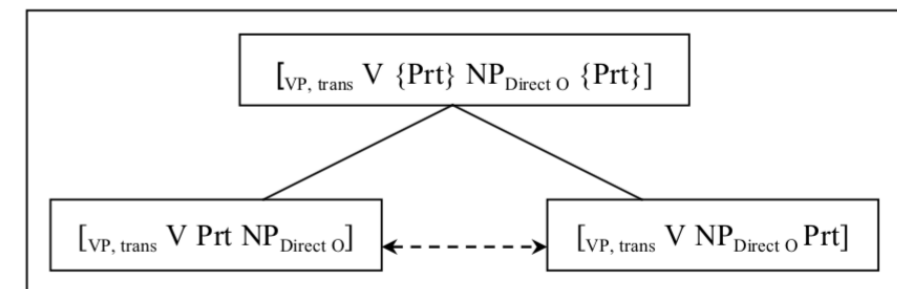 [VP, trans V {Prt} NPDirect O {Prt}]
[VP, trans V Prt NPDirect O]
[VP, trans V NPDirect O Prt]